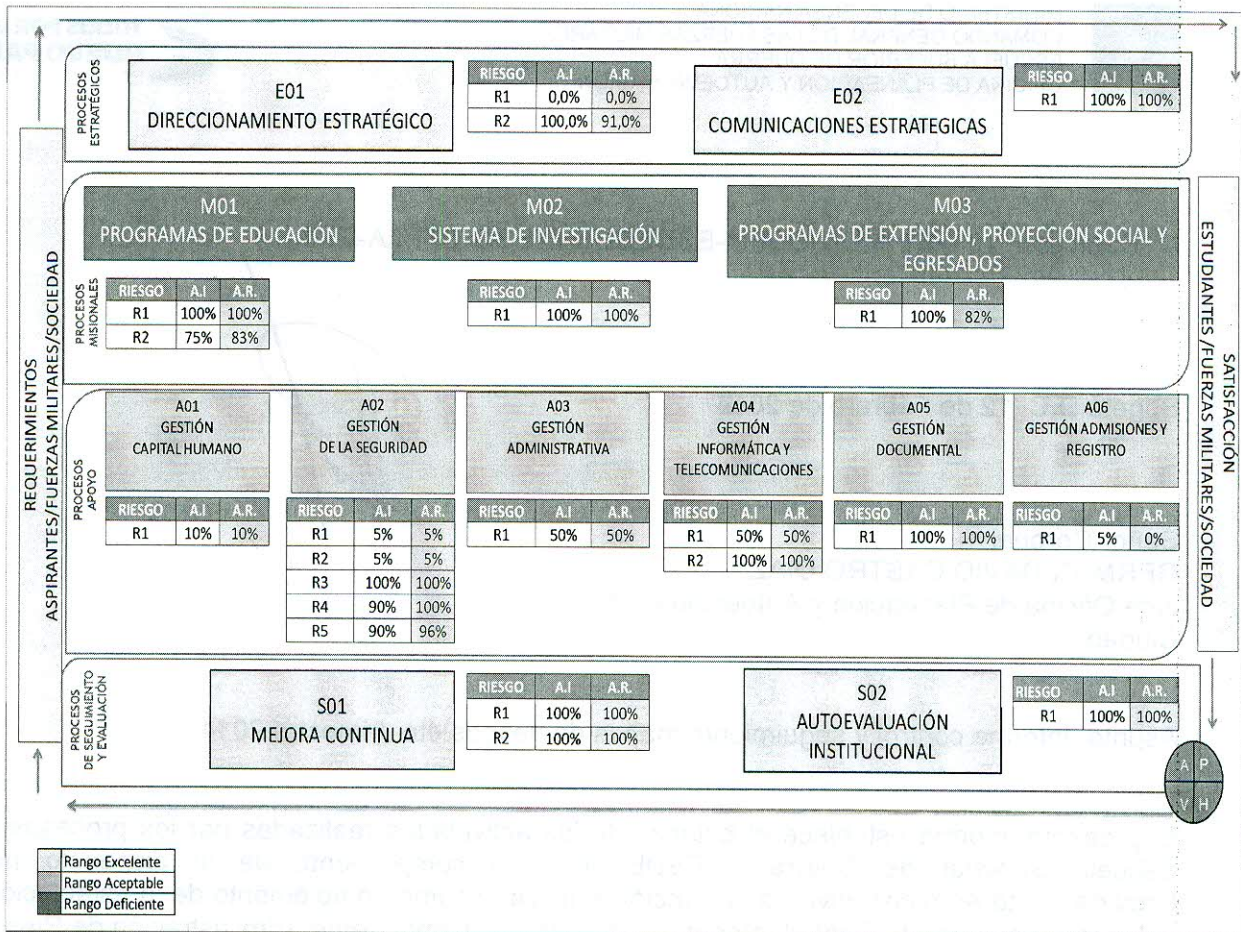 PROCESOS
ESTRATÉGICOS
E01
DIRECCIONAMIENTO ESTRATÉGICO
RIESGO A.I A.R.
R1 0,0% 0,0%
R2 100,0% 91,0%
E02
COMUNICACIONES ESTRATEGICAS
RIESGO A.I A.R.
R1 100% 100%
REQUERIMIENTOS
ASPIRANTES/FUERZAS MILITARES/SOCIEDAD
PROCESOS
MISIONALES
M01
PROGRAMAS DE EDUCACIÓN
RIESGO A.I A.R.
R1 100% 100%
R2 75% 83%
M02
SISTEMA DE INVESTIGACIÓN
RIESGO A.I A.R.
R1 100% 100%
M03
PROGRAMAS DE EXTENSIÓN, PROYECCIÓN SOCIAL Y
EGRESADOS
RIESGO A.I A.R.
R1 100% 82%
PROCESOS
APOYO
A01
GESTIÓN
CAPITAL HUMANO
RIESGO A.I A.R.
R1 10% 10%
A02
GESTIÓN
DE LA SEGURIDAD
RIESGO A.I A.R.
R1 5% 5%
R2 5% 5%
R3 100% 100%
R4 90% 100%
R5 90% 96%
A03
GESTIÓN
ADMINISTRATIVA
RIESGO A.I A.R.
R1 50% 50%
A04
GESTIÓN
INFORMÁTICA Y
TELECOMUNICACIONES
RIESGO A.I A.R.
R1 50% 50%
R2 100% 100%
A05
GESTIÓN
DOCUMENTAL
RIESGO A.I A.R.
R1 100% 100%
A06
GESTIÓN ADMISIONES Y
REGISTRO
RIESGO A.I A.R.
R1 5% 0%
PROCESOS
DE SEGUIMIENTO
Y EVALUACIÓN
S01
MEJORA CONTINUA
RIESGO A.I A.R.
R1 100% 100%
R2 100% 100%
S02
AUTOEVALUACIÓN
INSTITUCIONAL
RIESGO A.I A.R.
R1 100% 100%
SATISFACCIÓN
ESTUDIANTES /FUERZAS MILITARES/SOCIEDAD
A P
V H
Rango Excelente
Rango Aceptable
Rango Deficiente